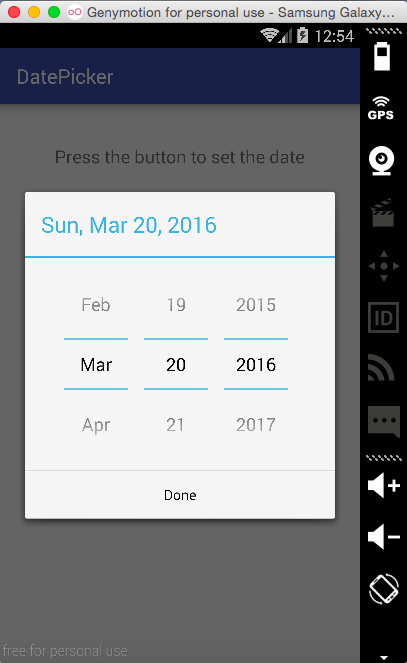 Genymotion for personal use - Samsung Galaxy...
12:54
DatePicker
GPS
Press the button to set the date
Sun, Mar 20, 2016
Feb 19 2015
ID
Mar 20 2016
Apr 21 2017
Done
free for personal use